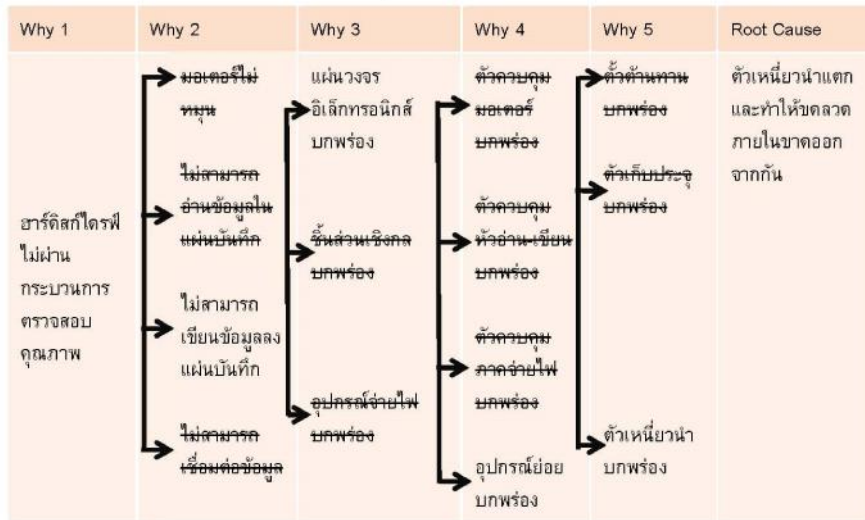 Why 1
Why 2
Why 3
Why 4
Why 5
Root Cause
ฮาร์ดิสก์ไดรฟ์
ไม่ผ่าน
กระบวนการ
ตรวจสอบ
คุณภาพ
มอเตอร์ไม่
หมุน
ไม่สามารถ
อ่านข้อมูลใน
แผ่นบันทึก
ไม่สามารถ
เขียนข้อมูลลง
แผ่นบันทึก
ไม่สามารถ
เชื่อมต่อข้อมูล
แผ่นวงจร
อิเล็กทรอนิกส์
บกพร่อง
ชิ้นส่วนเชิงกล
บกพร่อง
อุปกรณ์จ่ายไฟ
บกพร่อง
ตัวควบคุม
มอเตอร์
บกพร่อง
ตัวควบคุม
หัวอ่าน-เขียน
บกพร่อง
ตัวควบคุม
ภาคจ่ายไฟ
บกพร่อง
อุปกรณ์ย่อย
บกพร่อง
ตั้วต้านทาน
บกพร่อง
ตัวเก็บประจุ
บกพร่อง
ตัวเหนี่ยวนำ
บกพร่อง
ตัวเหนี่ยวนำแตก
และทำให้ขดลวด
ภายในขาดออก
จากกัน